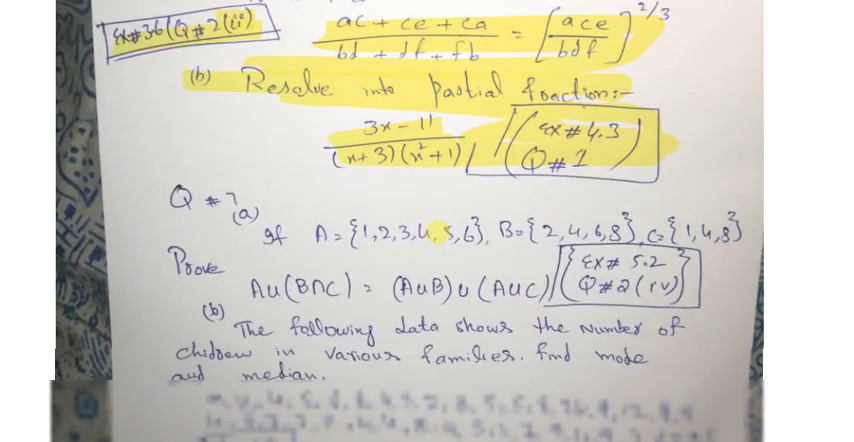 Ex#36(Q#2(ii)
ac + ce + ca / bd + df + fb = [ace / bdf]^2/3
(b) Resolve into partial fraction:-
3x - 11 / (x+3)(x²+1) (Ex # 4.3
Q # 1)
Q # 7
(a)
If A = {1,2,3,4,5,6}, B={2,4,6,8}, C={1,4,8}
Prove
AU(B∩C) = (AUB)U(AUC) {Ex # 5.2
Q#2(iv)}
(b)
The following data shows the Number of
children in various families. find mode
and median.